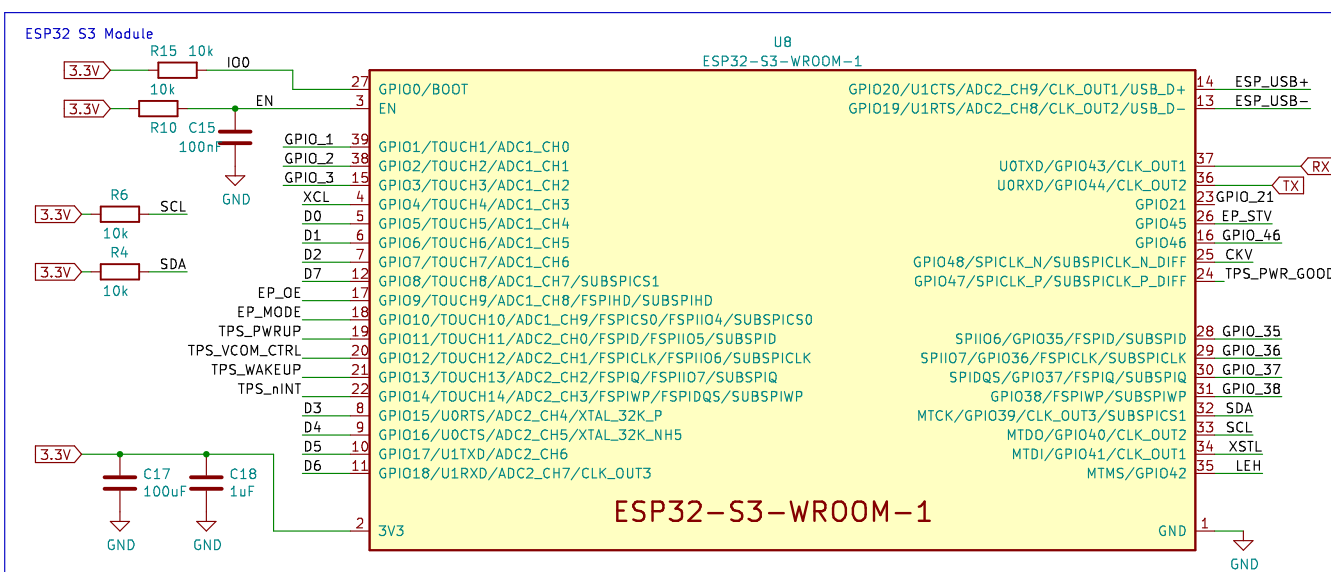 ESP32 S3 Module
R15 10k
3.3V
IO0
10k
3.3V
EN
R10
C15
100nF
GND
R6
3.3V
SCL
10k
R4
3.3V
SDA
10k
3.3V
C17
100uF
C18
1uF
GND
GND
U8
ESP32-S3-WROOM-1
27 GPIO0/BOOT
3 EN
GPIO_1 39 GPIO1/TOUCH1/ADC1_CH0
GPIO_2 38 GPIO2/TOUCH2/ADC1_CH1
GPIO_3 15 GPIO3/TOUCH3/ADC1_CH2
XCL 4 GPIO4/TOUCH4/ADC1_CH3
D0 5 GPIO5/TOUCH5/ADC1_CH4
D1 6 GPIO6/TOUCH6/ADC1_CH5
D2 7 GPIO7/TOUCH7/ADC1_CH6
D7 12 GPIO8/TOUCH8/ADC1_CH7/SUBSPICS1
EP_OE 17 GPIO9/TOUCH9/ADC1_CH8/FSPIHD/SUBSPIHD
EP_MODE 18 GPIO10/TOUCH10/ADC1_CH9/FSPICS0/FSPIIO4/SUBSPICS0
TPS_PWRUP 19 GPIO11/TOUCH11/ADC2_CH0/FSPID/FSPIIO5/SUBSPID
TPS_VCOM_CTRL 20 GPIO12/TOUCH12/ADC2_CH1/FSPICLK/FSPIIO6/SUBSPICLK
TPS_WAKEUP 21 GPIO13/TOUCH13/ADC2_CH2/FSPIQ/FSPIIO7/SUBSPIQ
TPS_nINT 22 GPIO14/TOUCH14/ADC2_CH3/FSPIWP/FSPIDQS/SUBSPIWP
D3 8 GPIO15/U0RTS/ADC2_CH4/XTAL_32K_P
D4 9 GPIO16/U0CTS/ADC2_CH5/XTAL_32K_NH5
D5 10 GPIO17/U1TXD/ADC2_CH6
D6 11 GPIO18/U1RXD/ADC2_CH7/CLK_OUT3
2 3V3
ESP32-S3-WROOM-1
GPIO20/U1CTS/ADC2_CH9/CLK_OUT1/USB_D+ 14 ESP_USB+
GPIO19/U1RTS/ADC2_CH8/CLK_OUT2/USB_D- 13 ESP_USB-
U0TXD/GPIO43/CLK_OUT1 37 RX
U0RXD/GPIO44/CLK_OUT2 36 TX
GPIO21 23 GPIO_21
GPIO45 26 EP_STV
GPIO46 16 GPIO_46
GPIO48/SPICLK_N/SUBSPICLK_N_DIFF 25 CKV
GPIO47/SPICLK_P/SUBSPICLK_P_DIFF 24 TPS_PWR_GOOD
SPIIO6/GPIO35/FSPID/SUBSPID 28 GPIO_35
SPIIO7/GPIO36/FSPICLK/SUBSPICLK 29 GPIO_36
SPIDQS/GPIO37/FSPIQ/SUBSPIQ 30 GPIO_37
GPIO38/FSPIWP/SUBSPIWP 31 GPIO_38
MTCK/GPIO39/CLK_OUT3/SUBSPICS1 32 SDA
MTDO/GPIO40/CLK_OUT2 33 SCL
MTDI/GPIO41/CLK_OUT1 34 XSTL
MTMS/GPIO42 35 LEH
GND 1
GND